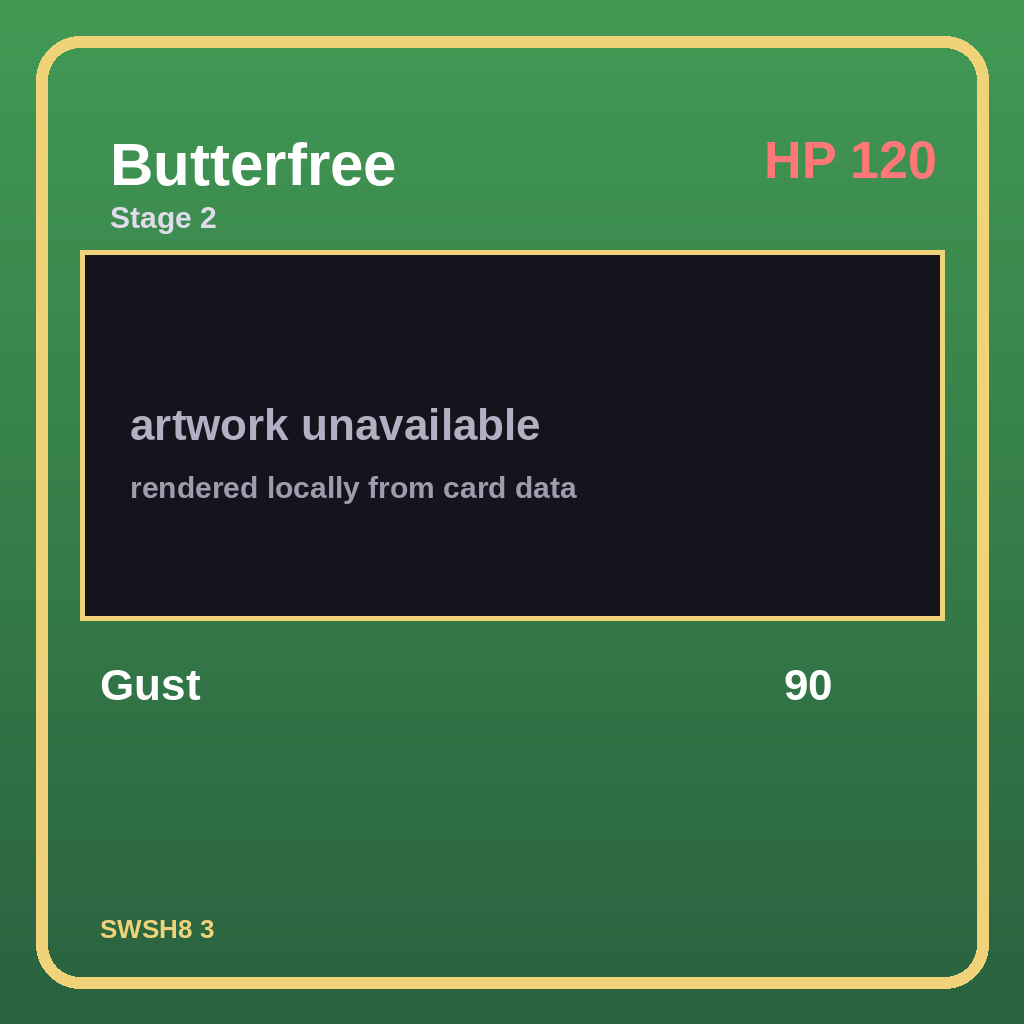 Butterfree
HP 120
Stage 2
artwork unavailable
rendered locally from card data
Gust 90
SWSH8 3